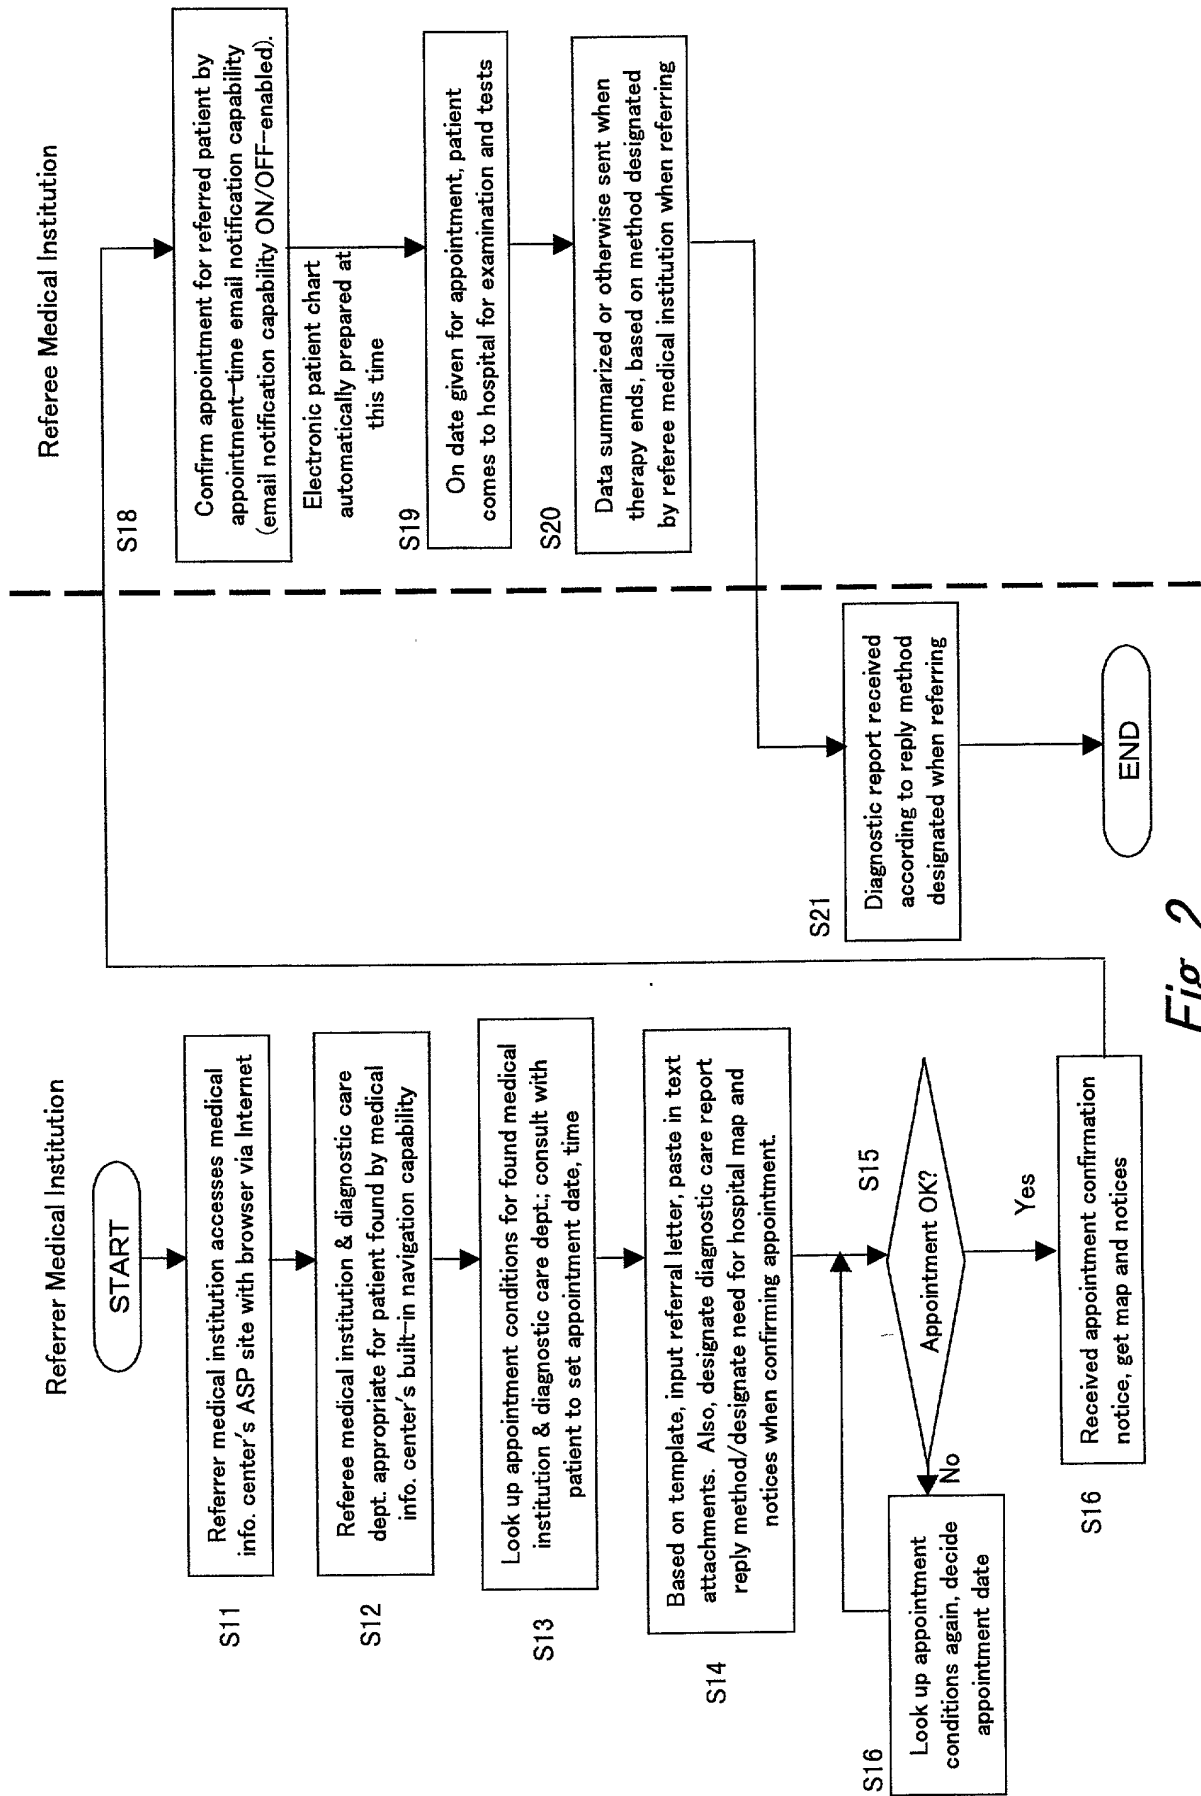 Referrer Medical Institution
START
S11
Referrer medical institution accesses medical
info. center's ASP site with browser via Internet
S12
Referee medical institution & diagnostic care
dept. appropriate for patient found by medical
info. center's built-in navigation capability
S13
Look up appointment conditions for found medical
institution & diagnostic care dept.; consult with
patient to set appointment date, time
S14
Based on template, input referral letter, paste in text
attachments. Also, designate diagnostic care report
reply method/designate need for hospital map and
notices when confirming appointment.
S15
Appointment OK?
No
Yes
S16
Look up appointment
conditions again, decide
appointment date
S16
Received appointment confirmation
notice, get map and notices
Referee Medical Institution
S18
Confirm appointment for referred patient by
appointment-time email notification capability
(email notification capability ON/OFF-enabled).
Electronic patient chart
automatically prepared at
this time
S19
On date given for appointment, patient
comes to hospital for examination and tests
S20
Data summarized or otherwise sent when
therapy ends, based on method designated
by referee medical institution when referring
S21
Diagnostic report received
according to reply method
designated when referring
END
Fig. 2